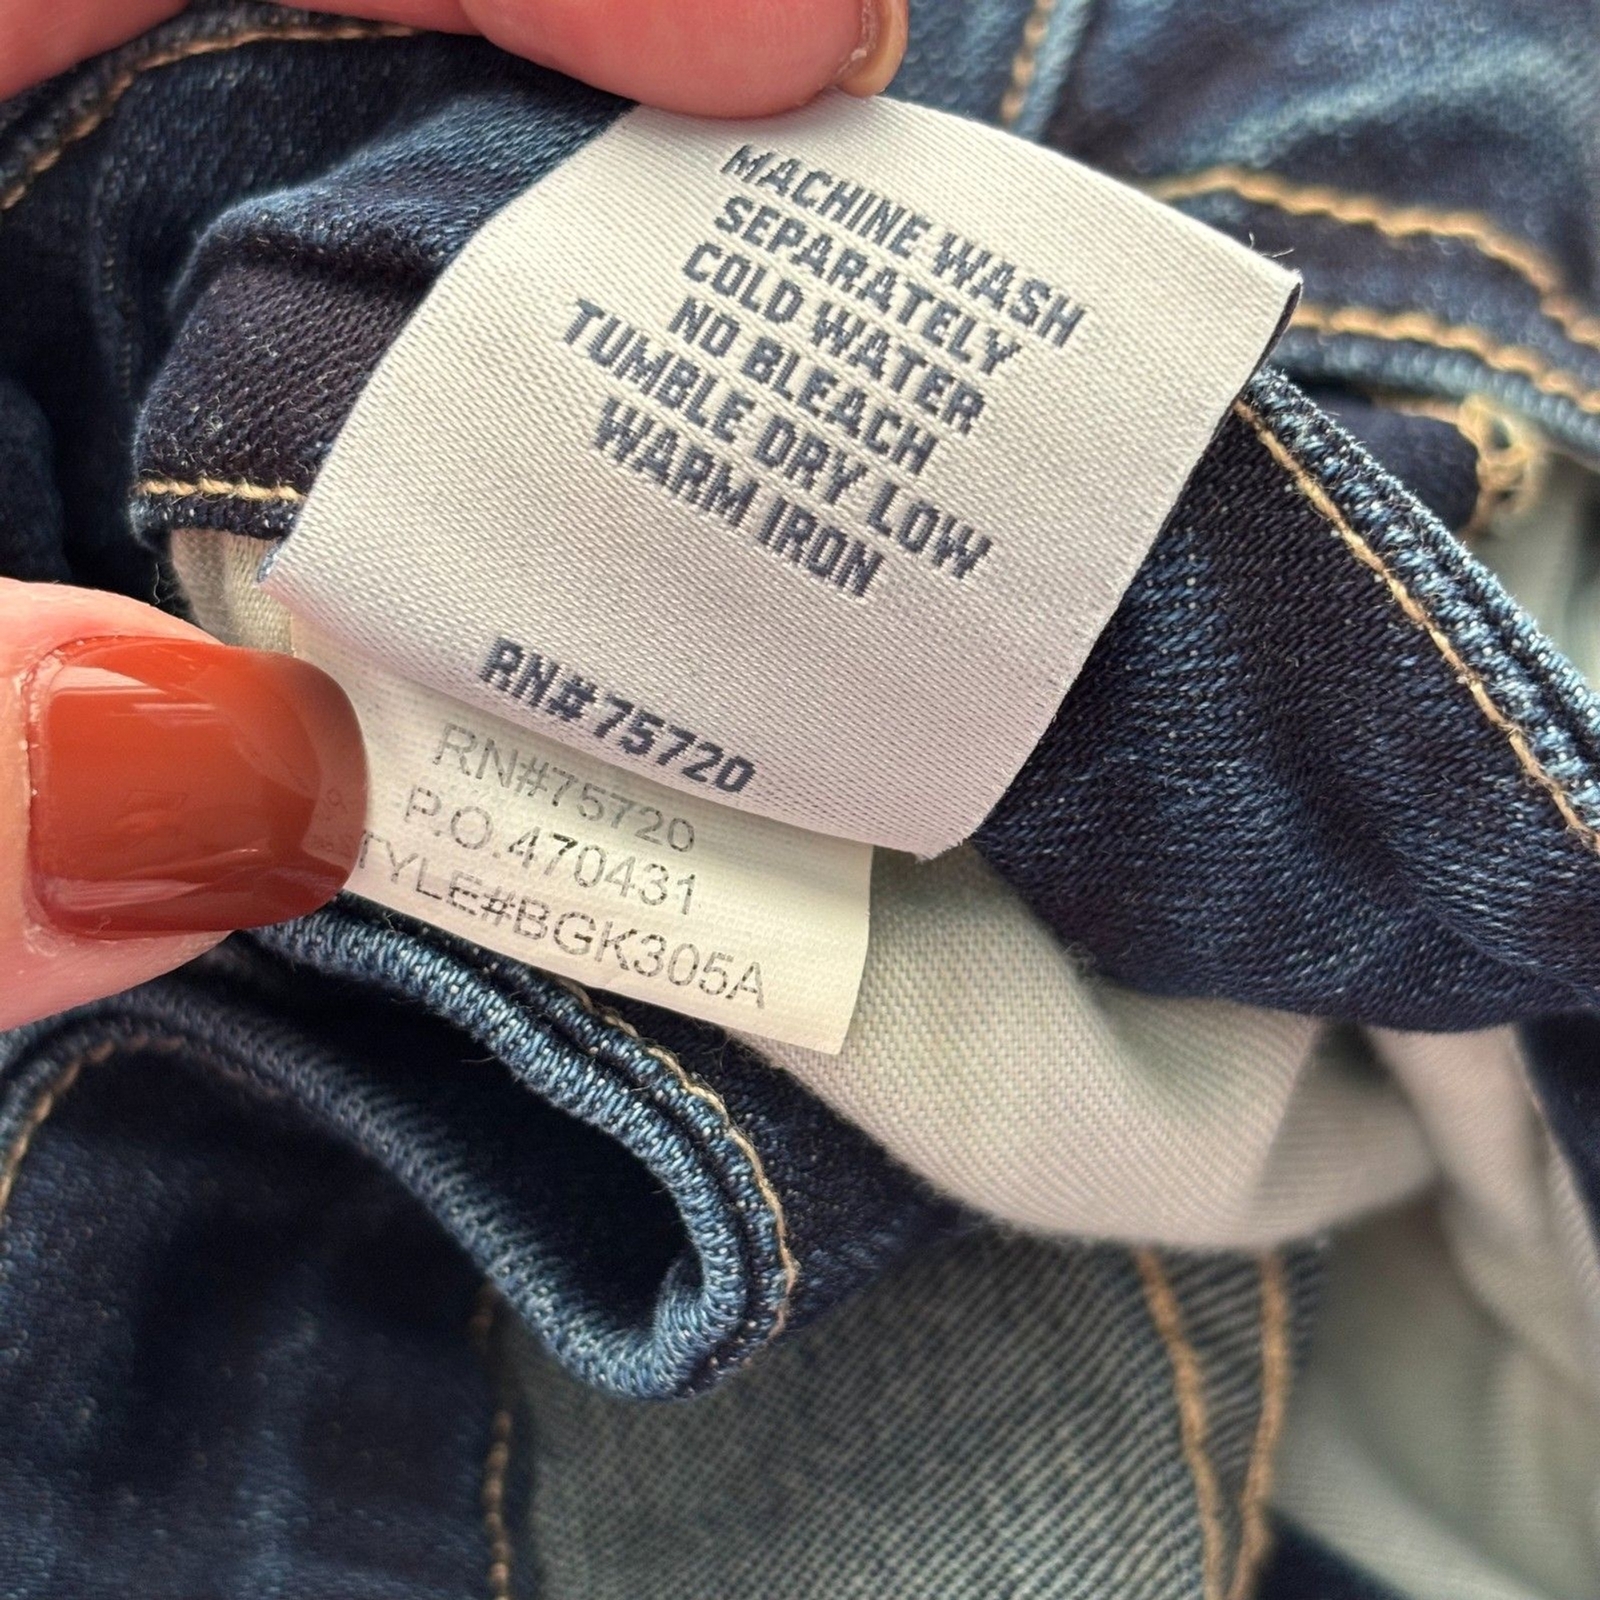 MACHINE WASH
SEPARATELY
COLD WATER
NO BLEACH
TUMBLE DRY LOW
WARM IRON
RN#75720
RN#75720
P.O.470431
TYLE#BGK305A